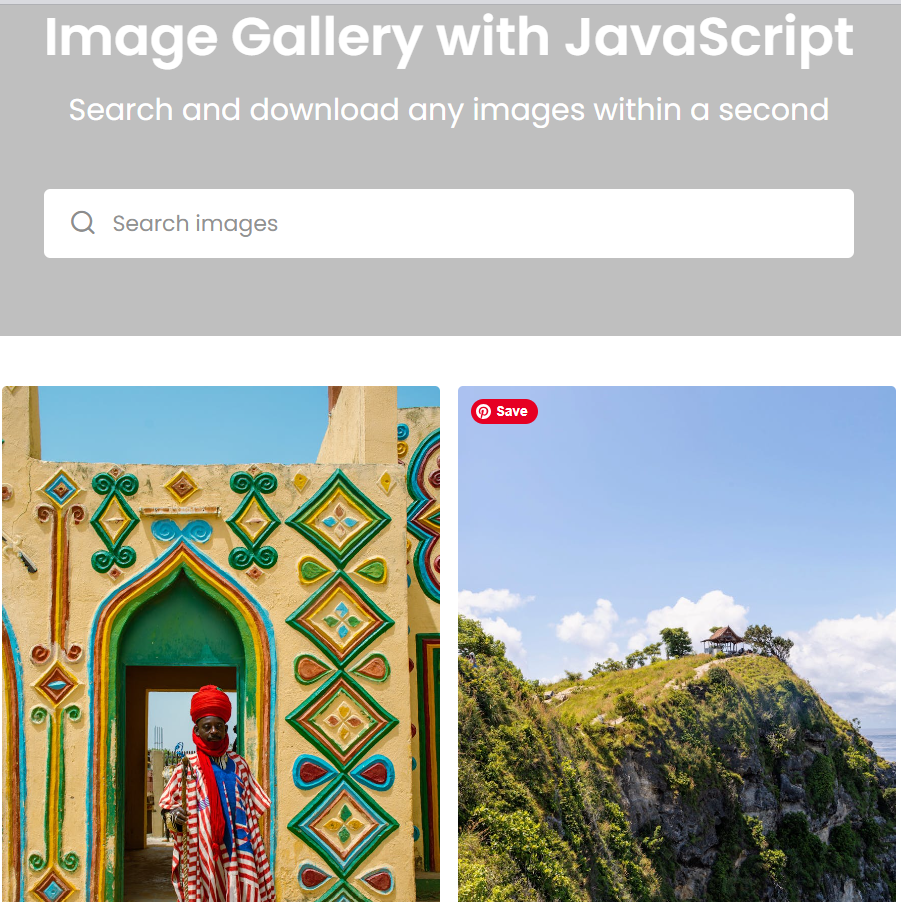 Image Gallery with JavaScript
Search and download any images within a second
Search images
Save